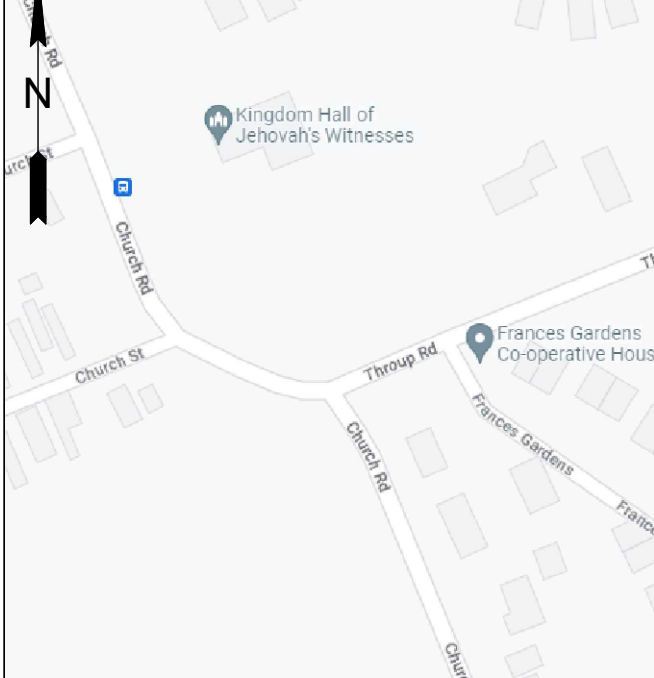 Church Rd
N
Kingdom Hall of
Jehovah's Witnesses
Church Rd
Frances Gardens
Co-operative Hous
Throup Rd
Church St
Frances Gardens
Church Rd